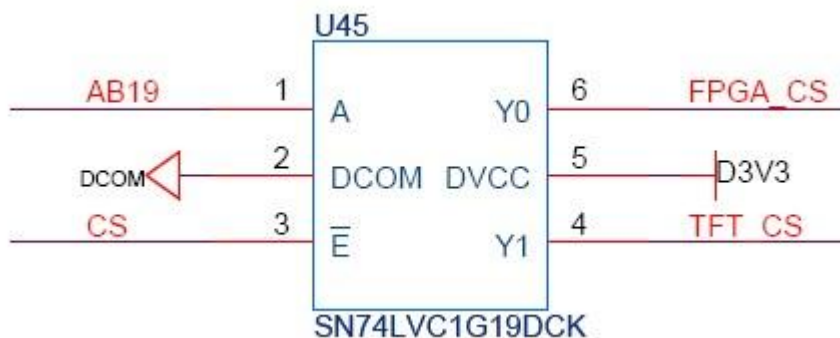 U45
AB19 1 A Y0 6 FPGA_CS
DCOM 2 DCOM DVCC 5 D3V3
CS 3 E Y1 4 TFT_CS
SN74LVC1G19DCK